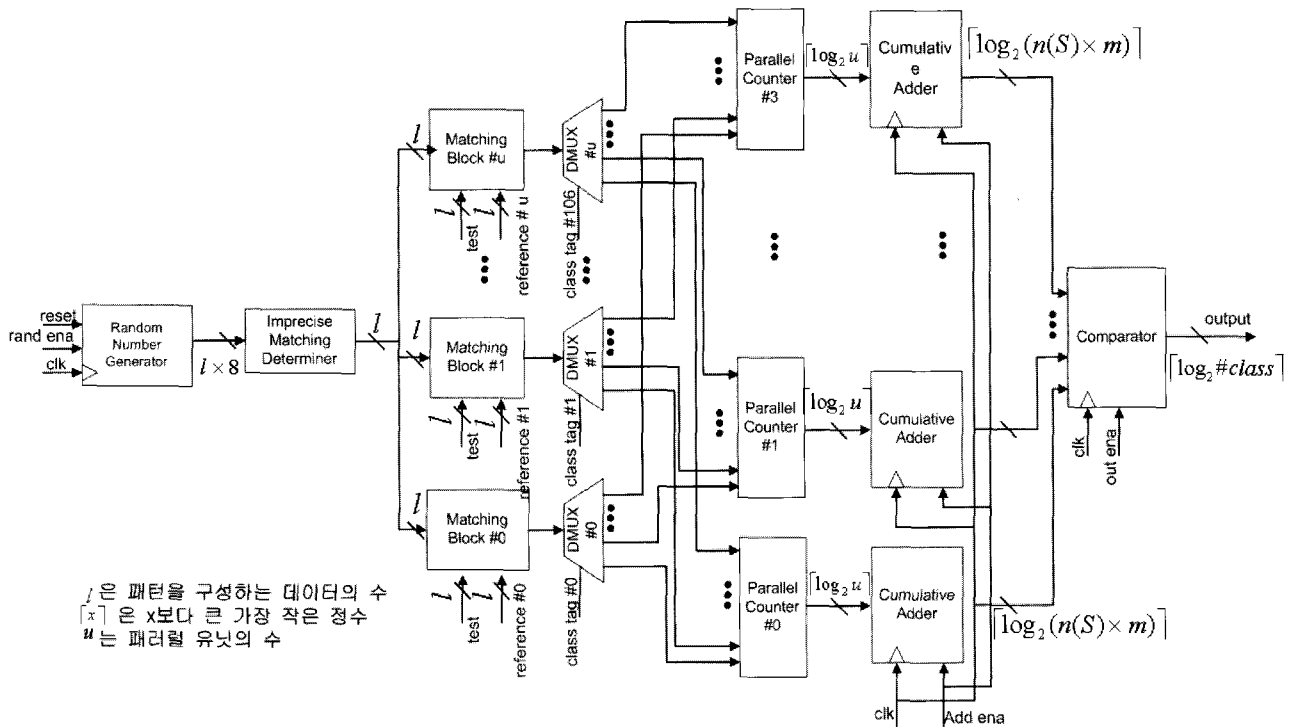 reset
rand ena
clk
Random
Number
Generator
l × 8
Imprecise
Matching
Determiner
l
l
Matching
Block #u
l
l
test
reference # u
DMUX
#u
class tag #106
l
Matching
Block #1
l
l
test
reference #1
DMUX
#1
class tag #1
l
Matching
Block #0
l
l
test
reference #0
DMUX
#0
class tag #0
Parallel
Counter
#3
⌈log₂ u⌉
Cumulativ
e
Adder
⌈log₂(n(S)×m)⌉
Parallel
Counter
#1
⌈log₂ u⌉
Cumulative
Adder
Parallel
Counter
#0
⌈log₂ u⌉
Cumulative
Adder
⌈log₂(n(S)×m)⌉
clk
Add ena
Comparator
clk
out ena
output
⌈log₂ #class⌉
l 은 패턴을 구성하는 데이터의 수
⌈x⌉ 은 x보다 큰 가장 작은 정수
u 는 패러럴 유닛의 수